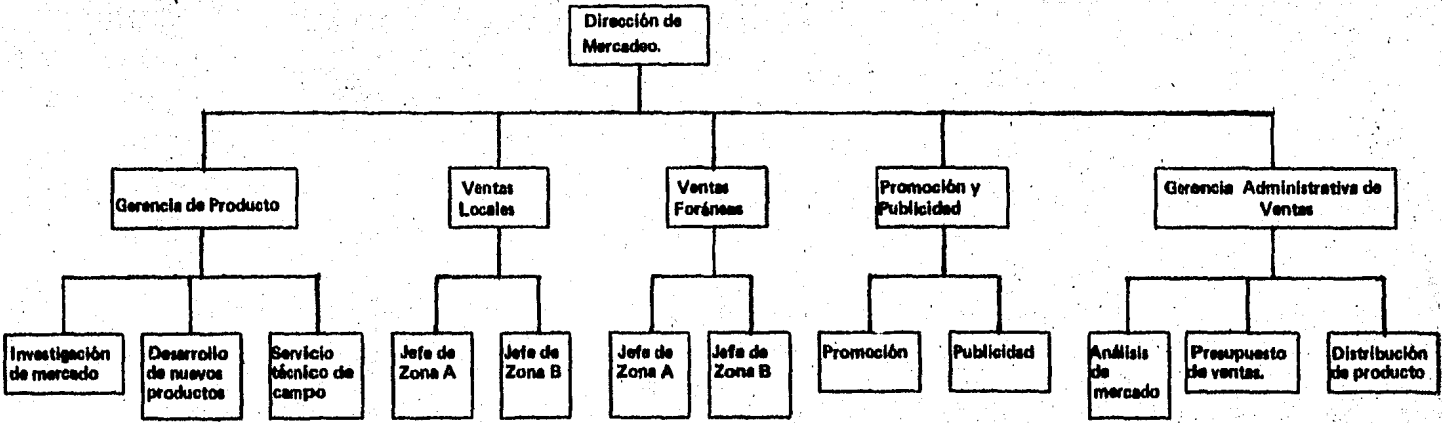 Dirección de
Mercadeo.
Gerencia de Producto
Ventas
Locales
Ventas
Foráneas
Promoción y
Publicidad
Gerencia Administrativa de
Ventas
Investigación
de mercado
Desarrollo
de nuevos
productos
Servicio
técnico de
campo
Jefe de
Zona A
Jefe de
Zona B
Jefe de
Zona A
Jefe de
Zona B
Promoción
Publicidad
Análisis
de
mercado
Presupuesto
de ventas.
Distribución
de producto